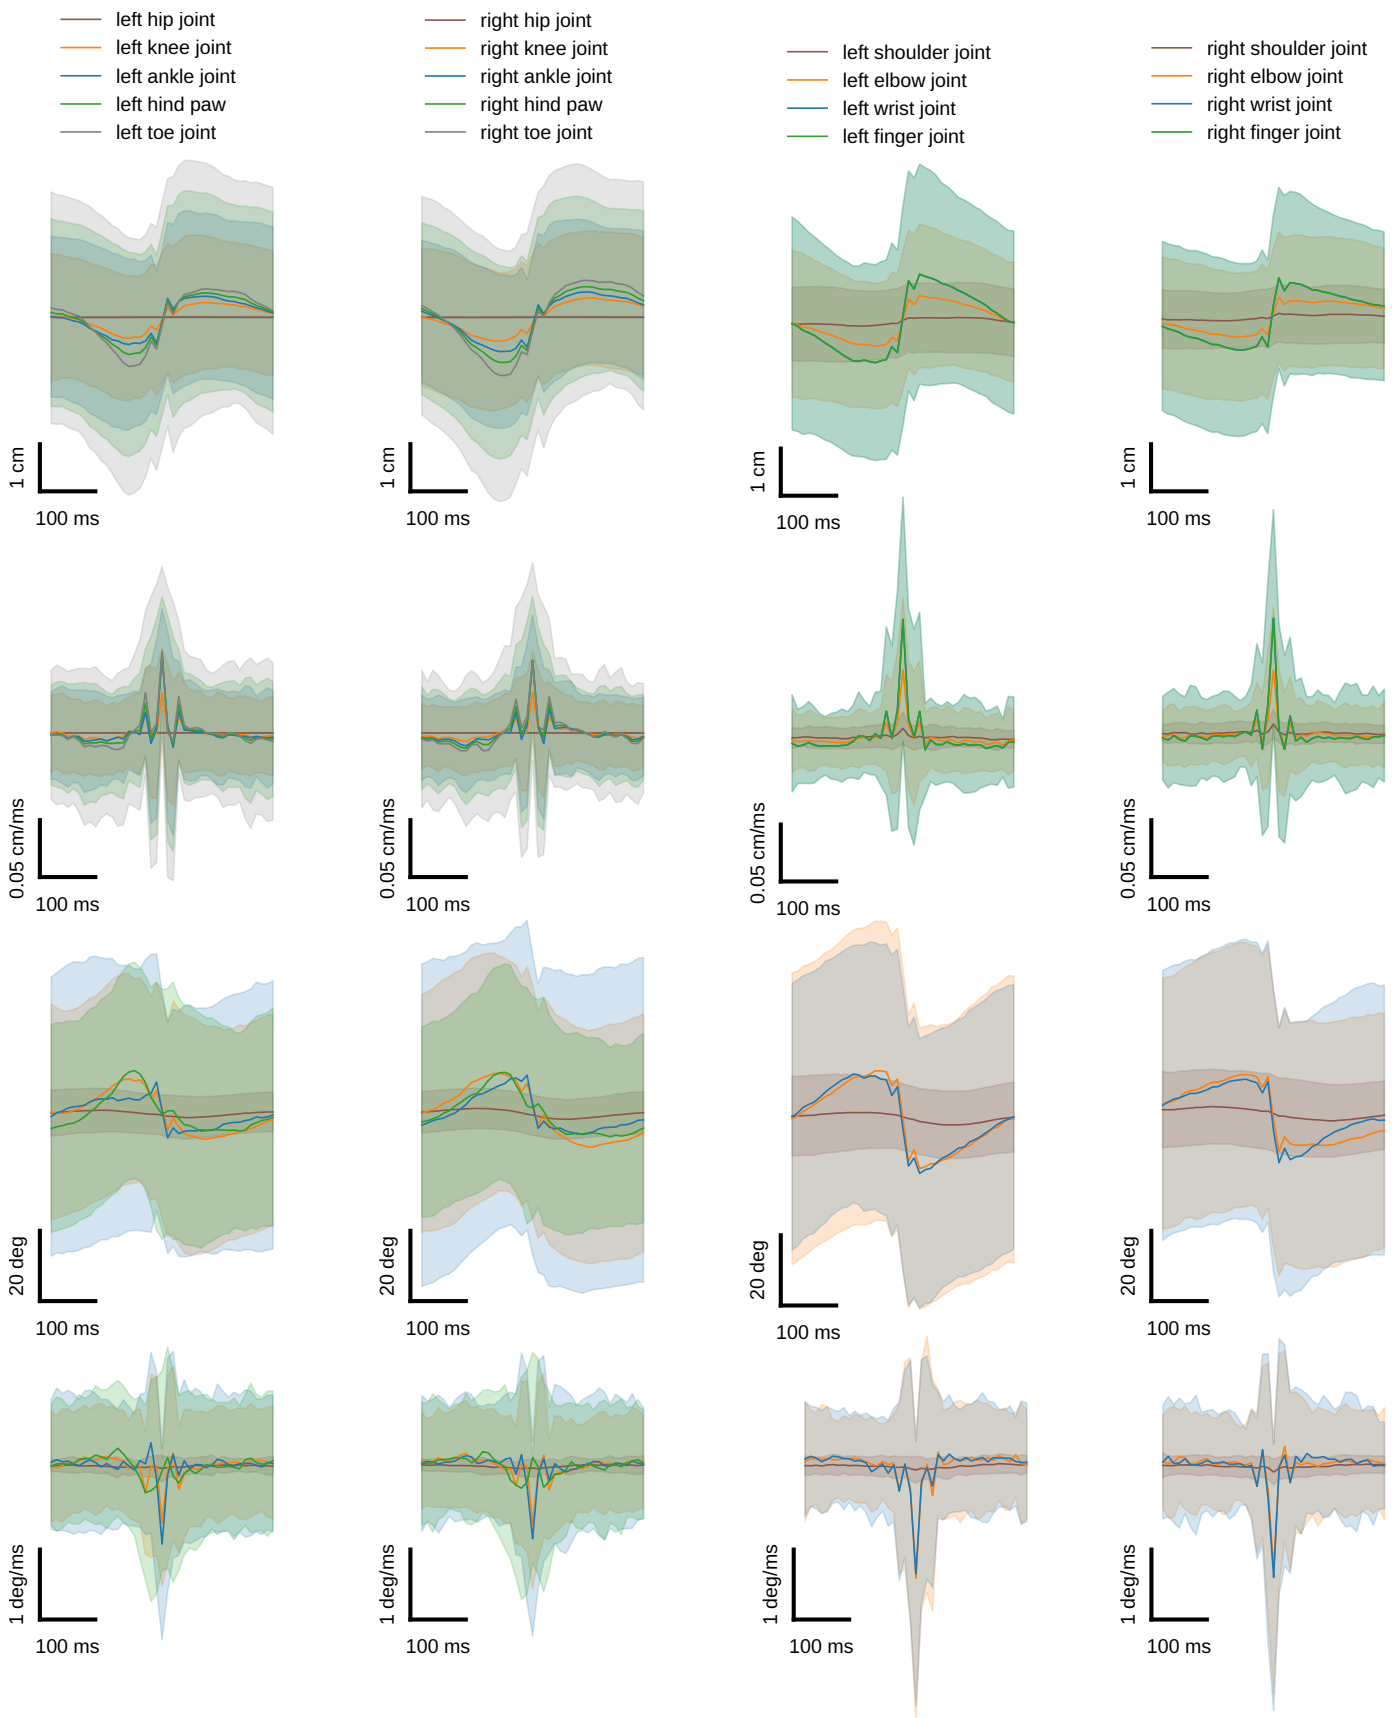 left hip joint
left knee joint
left ankle joint
left hind paw
left toe joint
right hip joint
right knee joint
right ankle joint
right hind paw
right toe joint
left shoulder joint
left elbow joint
left wrist joint
left finger joint
right shoulder joint
right elbow joint
right wrist joint
right finger joint
1 cm
100 ms
1 cm
100 ms
1 cm
100 ms
1 cm
100 ms
0.05 cm/ms
100 ms
0.05 cm/ms
100 ms
0.05 cm/ms
100 ms
0.05 cm/ms
100 ms
20 deg
100 ms
20 deg
100 ms
20 deg
100 ms
20 deg
100 ms
1 deg/ms
100 ms
1 deg/ms
100 ms
1 deg/ms
100 ms
1 deg/ms
100 ms